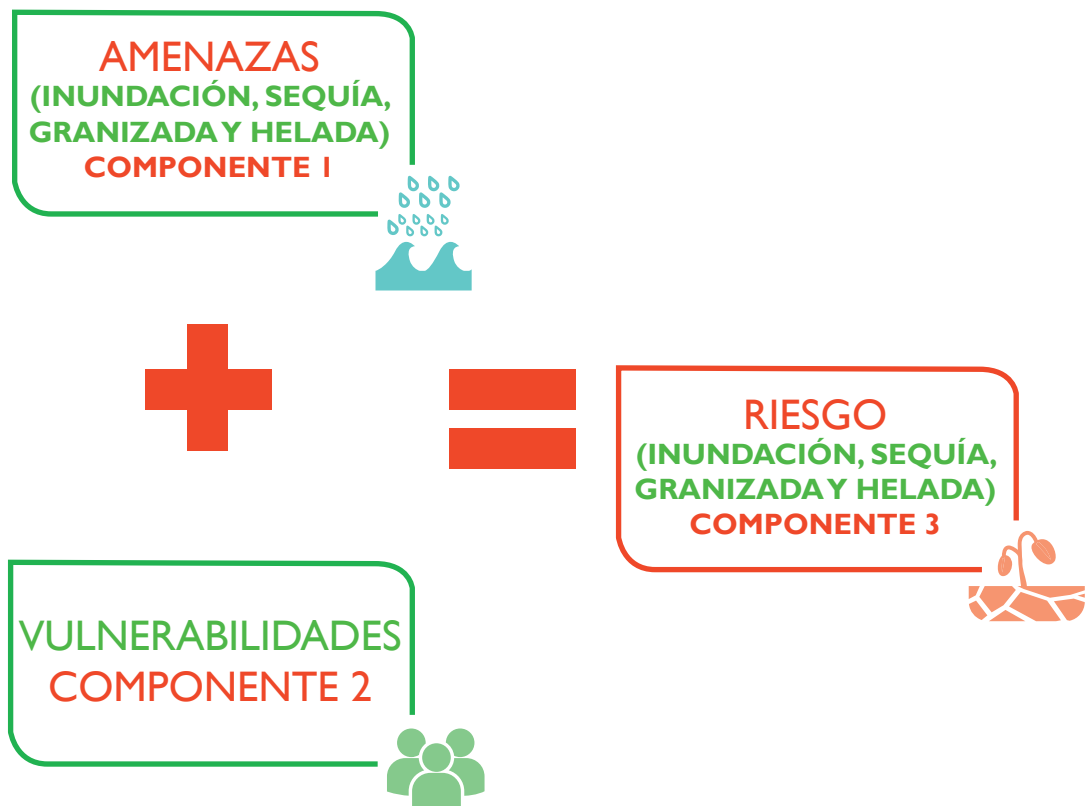 AMENAZAS
(INUNDACIÓN, SEQUÍA,
GRANIZADA Y HELADA)
COMPONENTE 1
RIESGO
(INUNDACIÓN, SEQUÍA,
GRANIZADA Y HELADA)
COMPONENTE 3
VULNERABILIDADES
COMPONENTE 2